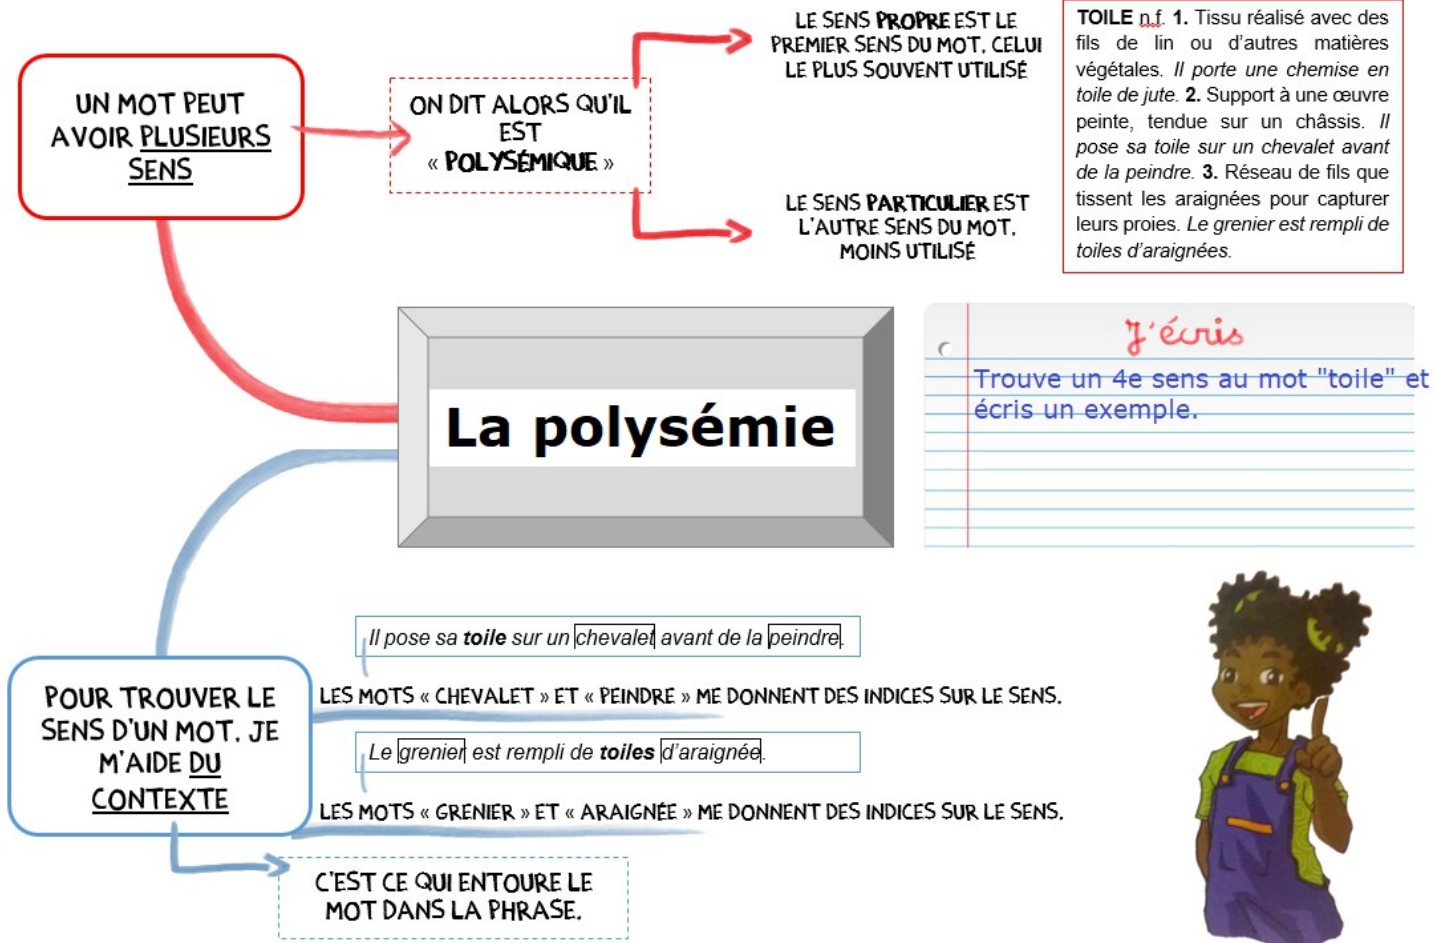 UN MOT PEUT
AVOIR PLUSIEURS
SENS
ON DIT ALORS QU'IL
EST
« POLYSÉMIQUE »
LE SENS PROPRE EST LE
PREMIER SENS DU MOT, CELUI
LE PLUS SOUVENT UTILISÉ
LE SENS PARTICULIER EST
L'AUTRE SENS DU MOT,
MOINS UTILISÉ
TOILE n.f. 1. Tissu réalisé avec des
fils de lin ou d'autres matières
végétales. Il porte une chemise en
toile de jute. 2. Support à une œuvre
peinte, tendue sur un châssis. Il
pose sa toile sur un chevalet avant
de la peindre. 3. Réseau de fils que
tissent les araignées pour capturer
leurs proies. Le grenier est rempli de
toiles d'araignées.
La polysémie
J'écris
Trouve un 4e sens au mot "toile" et
écris un exemple.
Il pose sa toile sur un chevalet avant de la peindre.
LES MOTS « CHEVALET » ET « PEINDRE » ME DONNENT DES INDICES SUR LE SENS.
Le grenier est rempli de toiles d'araignée.
LES MOTS « GRENIER » ET « ARAIGNÉE » ME DONNENT DES INDICES SUR LE SENS.
POUR TROUVER LE
SENS D'UN MOT, JE
M'AIDE DU
CONTEXTE
C'EST CE QUI ENTOURE LE
MOT DANS LA PHRASE.